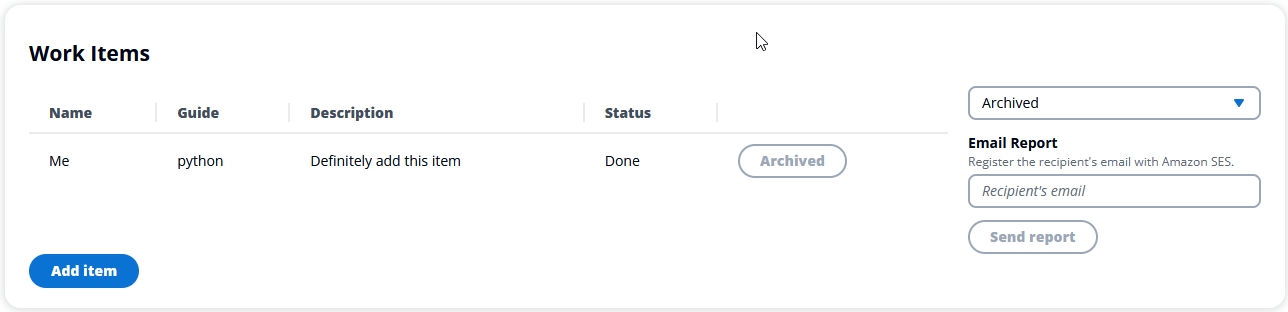 Work Items
Name Guide Description Status
Me python Definitely add this item Done Archived
Add item
Archived
Email Report
Register the recipient's email with Amazon SES.
Recipient's email
Send report